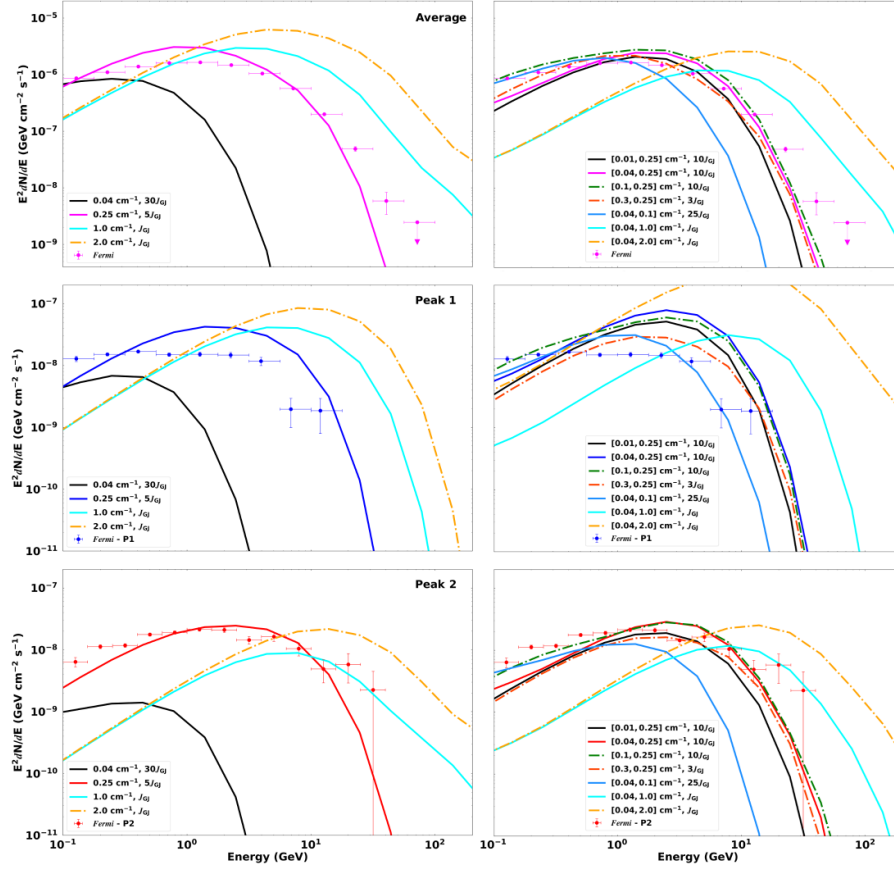 Average
10⁻⁵
10⁻⁶
10⁻⁷
10⁻⁸
10⁻⁹
E²dN/dE (GeV cm⁻² s⁻¹)
0.04 cm⁻¹, 30J_GJ
0.25 cm⁻¹, 5J_GJ
1.0 cm⁻¹, J_GJ
2.0 cm⁻¹, J_GJ
Fermi
[0.01, 0.25] cm⁻¹, 10J_GJ
[0.04, 0.25] cm⁻¹, 10J_GJ
[0.1, 0.25] cm⁻¹, 10J_GJ
[0.3, 0.25] cm⁻¹, 3J_GJ
[0.04, 0.1] cm⁻¹, 25J_GJ
[0.04, 1.0] cm⁻¹, J_GJ
[0.04, 2.0] cm⁻¹, J_GJ
Fermi
Peak 1
10⁻⁷
10⁻⁸
10⁻⁹
10⁻¹⁰
10⁻¹¹
E²dN/dE (GeV cm⁻² s⁻¹)
0.04 cm⁻¹, 30J_GJ
0.25 cm⁻¹, 5J_GJ
1.0 cm⁻¹, J_GJ
2.0 cm⁻¹, J_GJ
Fermi - P1
[0.01, 0.25] cm⁻¹, 10J_GJ
[0.04, 0.25] cm⁻¹, 10J_GJ
[0.1, 0.25] cm⁻¹, 10J_GJ
[0.3, 0.25] cm⁻¹, 3J_GJ
[0.04, 0.1] cm⁻¹, 25J_GJ
[0.04, 1.0] cm⁻¹, J_GJ
[0.04, 2.0] cm⁻¹, J_GJ
Fermi - P1
Peak 2
10⁻⁷
10⁻⁸
10⁻⁹
10⁻¹⁰
10⁻¹¹
E²dN/dE (GeV cm⁻² s⁻¹)
0.04 cm⁻¹, 30J_GJ
0.25 cm⁻¹, 5J_GJ
1.0 cm⁻¹, J_GJ
2.0 cm⁻¹, J_GJ
Fermi - P2
[0.01, 0.25] cm⁻¹, 10J_GJ
[0.04, 0.25] cm⁻¹, 10J_GJ
[0.1, 0.25] cm⁻¹, 10J_GJ
[0.3, 0.25] cm⁻¹, 3J_GJ
[0.04, 0.1] cm⁻¹, 25J_GJ
[0.04, 1.0] cm⁻¹, J_GJ
[0.04, 2.0] cm⁻¹, J_GJ
Fermi - P2
10⁻¹ 10⁰ 10¹ 10²
Energy (GeV)
10⁻¹ 10⁰ 10¹ 10²
Energy (GeV)